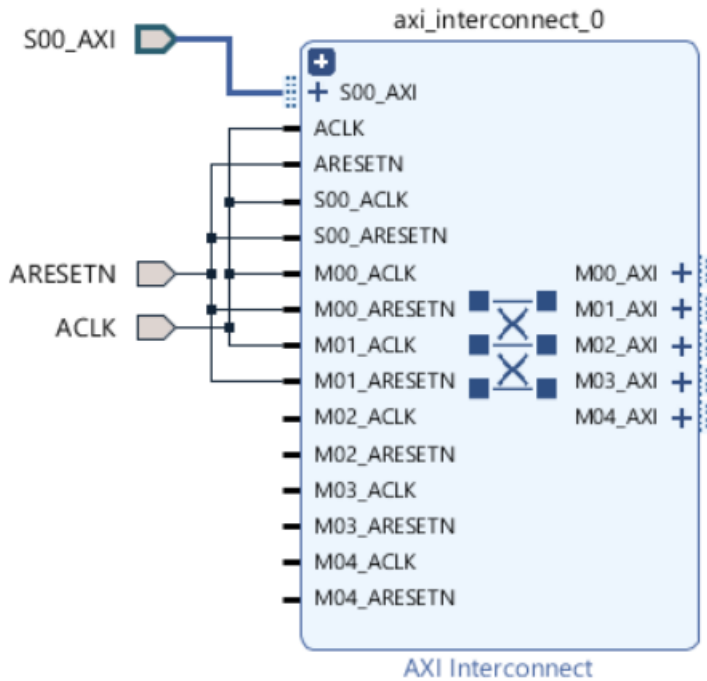 axi_interconnect_0
S00_AXI
S00_AXI
ACLK
ARESETN
S00_ACLK
S00_ARESETN
ARESETN
M00_ACLK
M00_AXI
M00_ARESETN
M01_AXI
ACLK
M01_ACLK
M02_AXI
M01_ARESETN
M03_AXI
M02_ACLK
M04_AXI
M02_ARESETN
M03_ACLK
M03_ARESETN
M04_ACLK
M04_ARESETN
AXI Interconnect